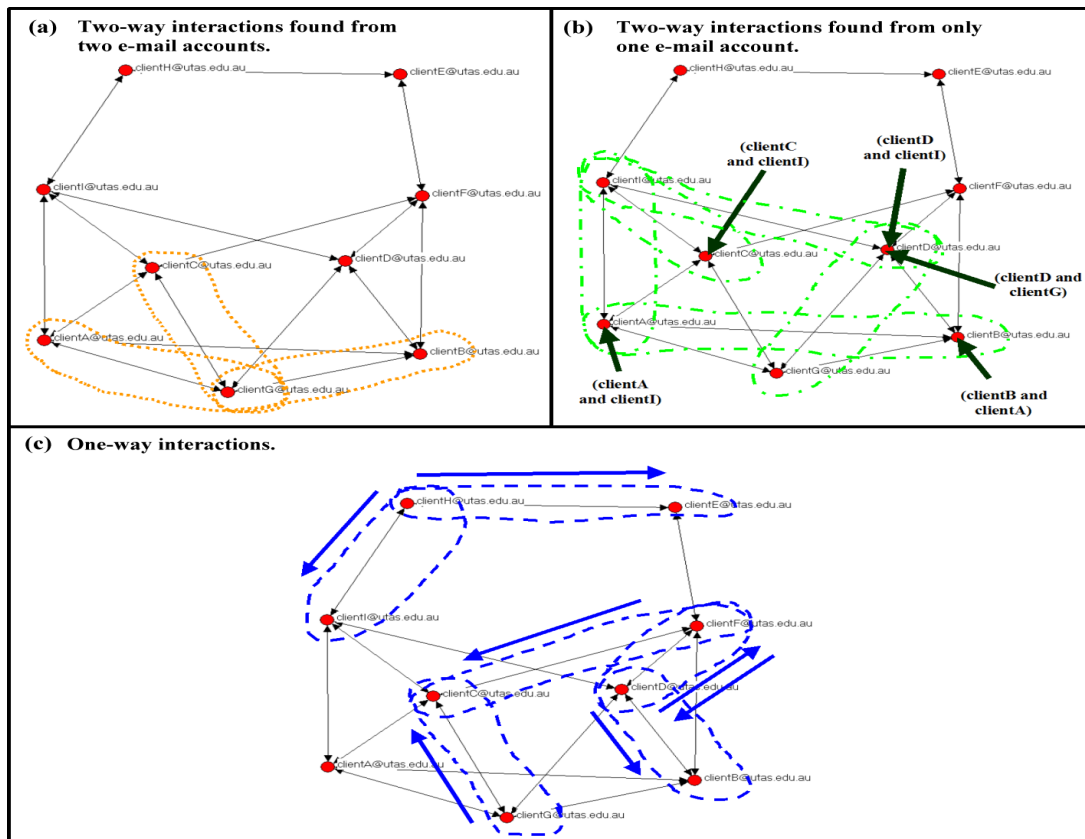 (a) Two-way interactions found from
two e-mail accounts.
clientH@utas.edu.au
clientE@utas.edu.au
clientI@utas.edu.au
clientF@utas.edu.au
clientC@utas.edu.au
clientD@utas.edu.au
clientA@utas.edu.au
clientB@utas.edu.au
clientG@utas.edu.au
(b) Two-way interactions found from only
one e-mail account.
clientH@utas.edu.au
clientE@utas.edu.au
(clientC
and clientI)
(clientD
and clientI)
clientI@utas.edu.au
clientF@utas.edu.au
clientC@utas.edu.au
clientD@utas.edu.au
(clientD and
clientG)
clientA@utas.edu.au
clientB@utas.edu.au
clientG@utas.edu.au
(clientA
and clientI)
(clientB and
clientA)
(c) One-way interactions.
clientH@utas.edu.au
clientE@utas.edu.au
clientI@utas.edu.au
clientF@utas.edu.au
clientC@utas.edu.au
clientD@utas.edu.au
clientA@utas.edu.au
clientB@utas.edu.au
clientG@utas.edu.au